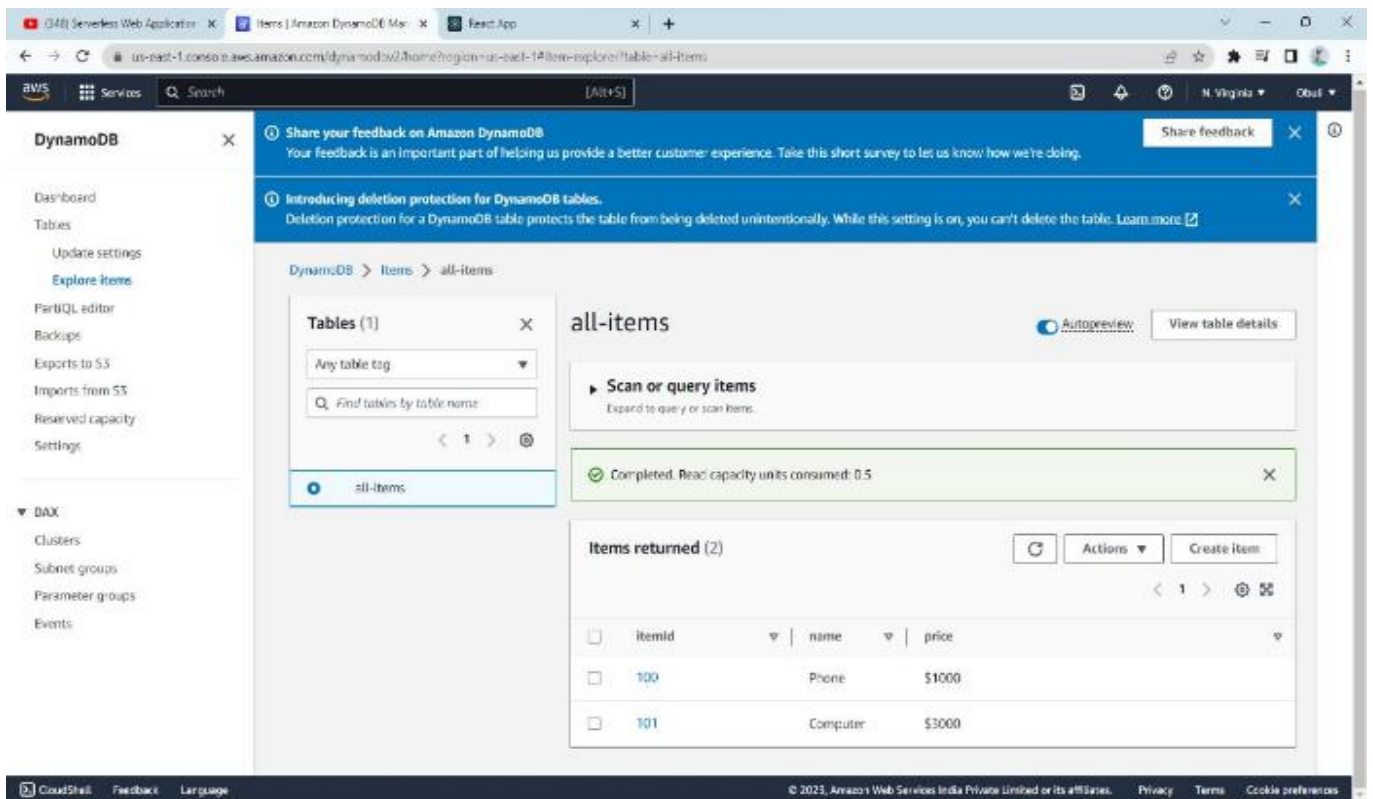 (348) Serverless Web Application
Items | Amazon DynamoDB Man
React App
us-east-1.console.aws.amazon.com/dynamodbv2/home?region=us-east-1#item-explorer?table=all-items
aws
Services
Search
[Alt+S]
N. Virginia
Obuli
DynamoDB
Share your feedback on Amazon DynamoDB
Your feedback is an important part of helping us provide a better customer experience. Take this short survey to let us know how we're doing.
Share feedback
Introducing deletion protection for DynamoDB tables.
Deletion protection for a DynamoDB table protects the table from being deleted unintentionally. While this setting is on, you can't delete the table. Learn more
Dashboard
Tables
Update settings
Explore items
PartiQL editor
Backups
Exports to S3
Imports from S3
Reserved capacity
Settings
DAX
Clusters
Subnet groups
Parameter groups
Events
DynamoDB > Items > all-items
Tables (1)
Any table tag
Find tables by table name
1
all-items
all-items
Autopreview
View table details
Scan or query items
Expand to query or scan items.
Completed. Read capacity units consumed: 0.5
Items returned (2)
Actions
Create item
1
itemId name price
100 Phone $1000
101 Computer $3000
CloudShell Feedback Language
© 2023, Amazon Web Services India Private Limited or its affiliates. Privacy Terms Cookie preferences